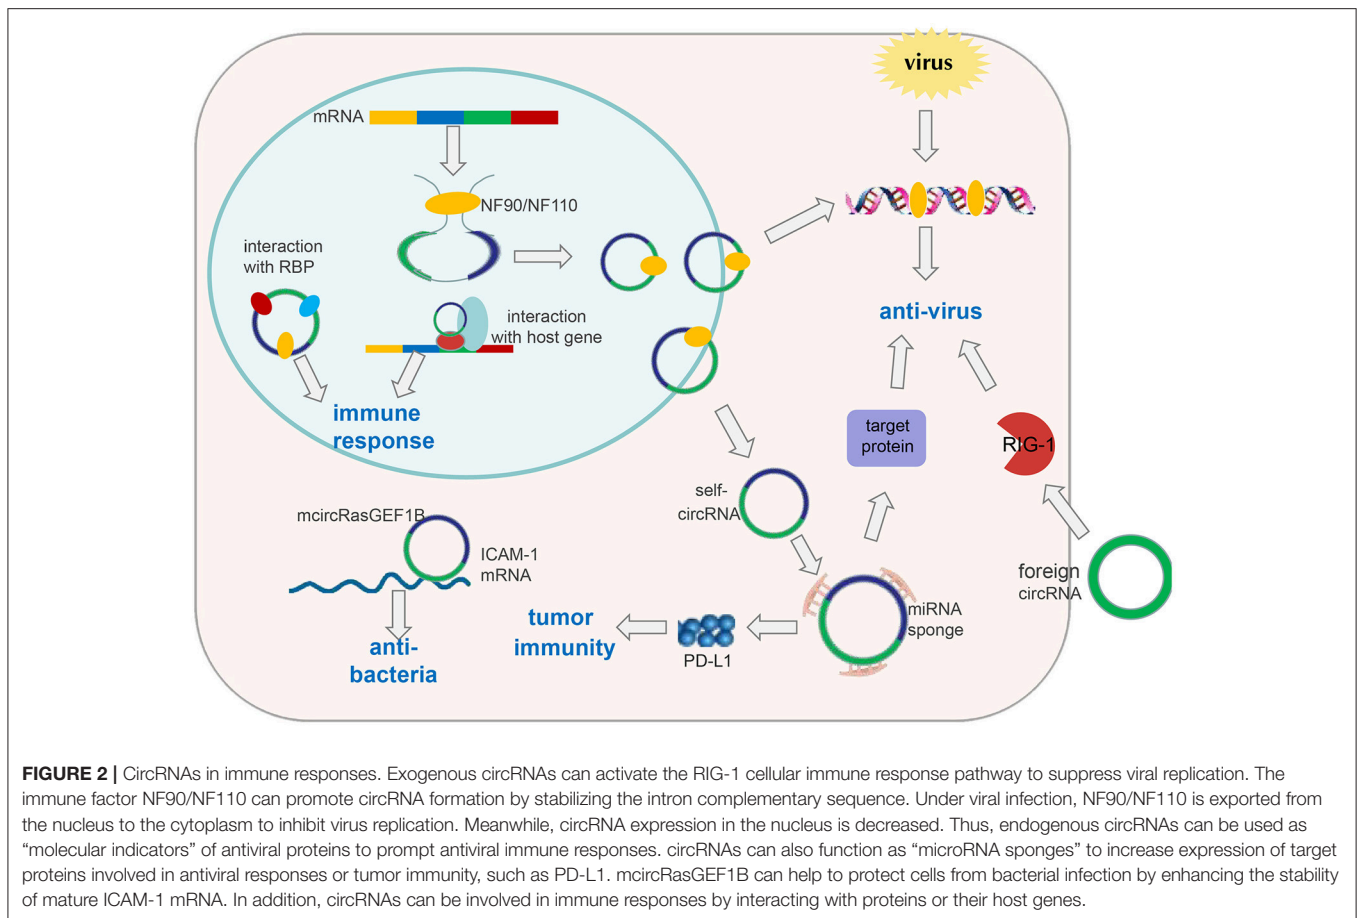 virus
mRNA
NF90/NF110
interaction
with RBP
interaction
with host gene
anti-virus
immune
response
target
protein
RIG-1
self-
circRNA
mcircRasGEF1B
ICAM-1
mRNA
foreign
circRNA
miRNA
sponge
tumor
immunity
PD-L1
anti-
bacteria
FIGURE 2 | CircRNAs in immune responses. Exogenous circRNAs can activate the RIG-1 cellular immune response pathway to suppress viral replication. The
immune factor NF90/NF110 can promote circRNA formation by stabilizing the intron complementary sequence. Under viral infection, NF90/NF110 is exported from
the nucleus to the cytoplasm to inhibit virus replication. Meanwhile, circRNA expression in the nucleus is decreased. Thus, endogenous circRNAs can be used as
“molecular indicators” of antiviral proteins to prompt antiviral immune responses. circRNAs can also function as “microRNA sponges” to increase expression of target
proteins involved in antiviral responses or tumor immunity, such as PD-L1. mcircRasGEF1B can help to protect cells from bacterial infection by enhancing the stability
of mature ICAM-1 mRNA. In addition, circRNAs can be involved in immune responses by interacting with proteins or their host genes.